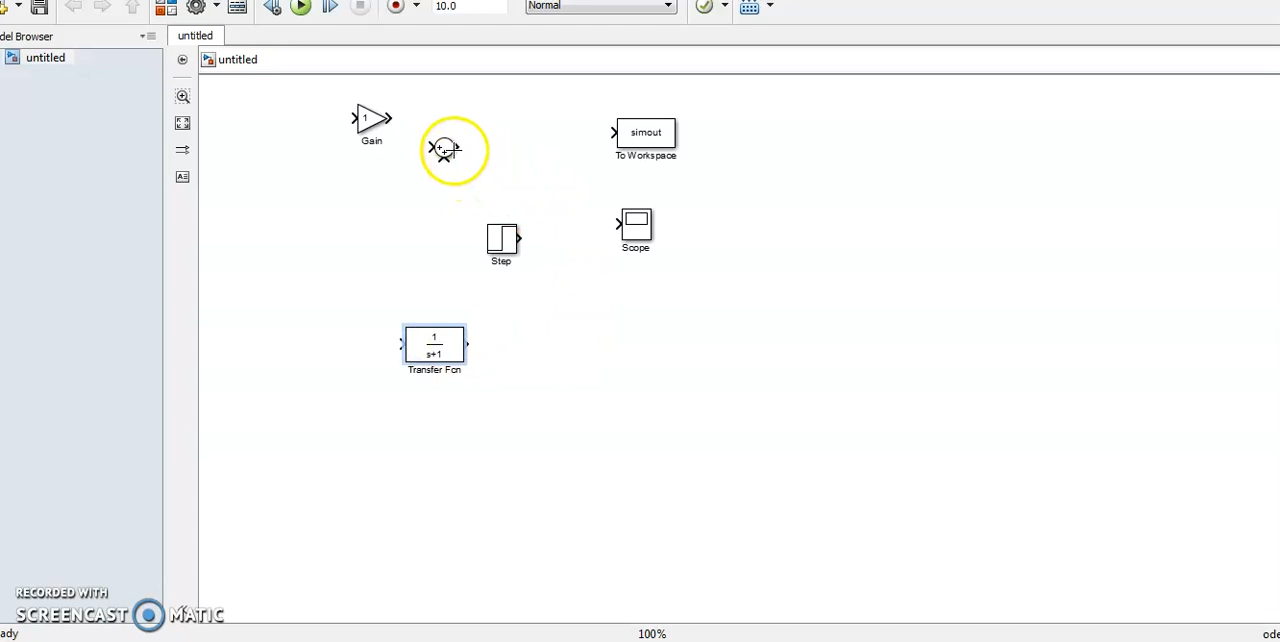 10.0
Normal
del Browser
untitled
untitled
untitled
1
Gain
simout
To Workspace
Step
Scope
1
s+1
Transfer Fcn
RECORDED WITH
SCREENCAST MATIC
ady
100%
ode